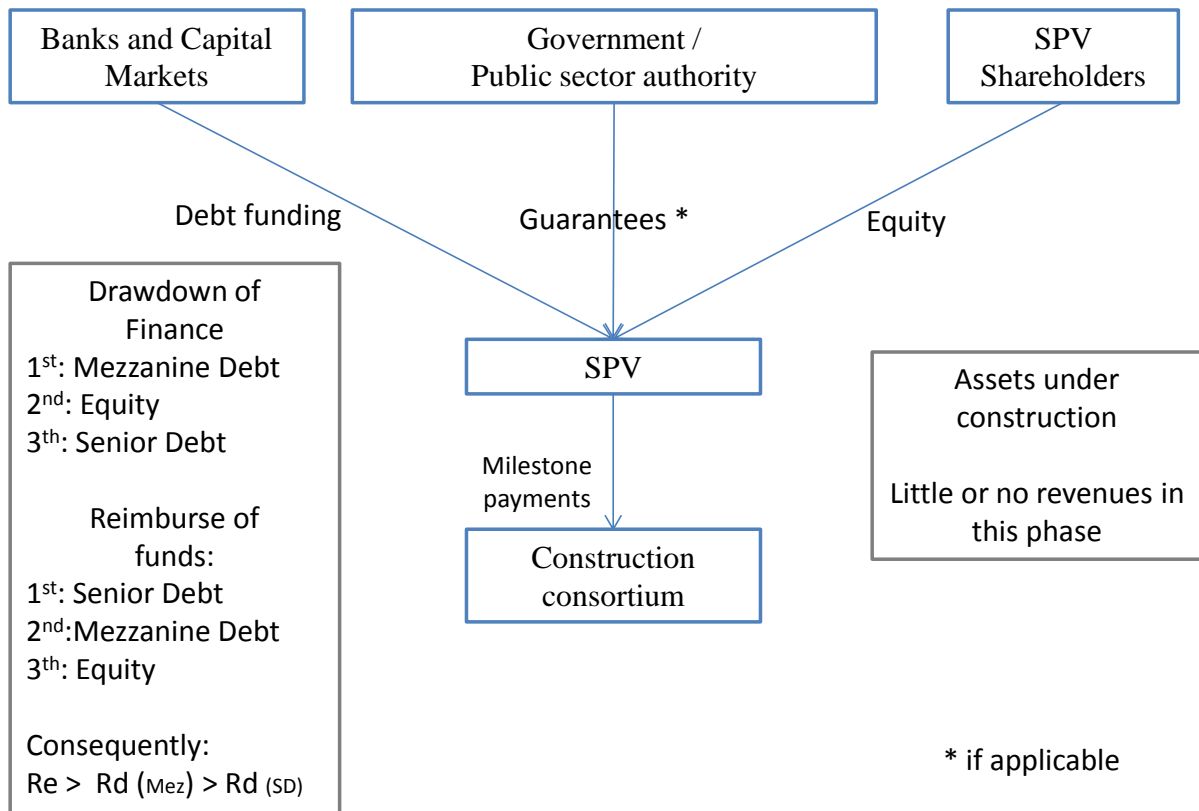 Banks and Capital
Markets
Government /
Public sector authority
SPV
Shareholders
Debt funding
Guarantees *
Equity
Drawdown of
Finance
1st: Mezzanine Debt
2nd: Equity
3th: Senior Debt
Reimburse of
funds:
1st: Senior Debt
2nd:Mezzanine Debt
3th: Equity
Consequently:
Re > Rd (Mez) > Rd (SD)
SPV
Milestone
payments
Construction
consortium
Assets under
construction
Little or no revenues in
this phase
* if applicable